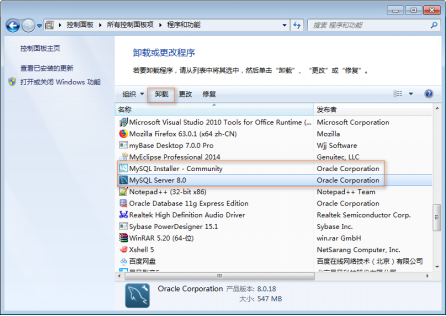 控制面板 ▸ 所有控制面板项 ▸ 程序和功能
搜索 程序和功能
控制面板主页
查看已安装的更新
打开或关闭 Windows 功能
卸载或更改程序
若要卸载程序，请从列表中将其选中，然后单击“卸载”、“更改”或“修复”。
组织 卸载 更改 修复
名称 发布者
Microsoft Visual Studio 2010 Tools for Office Runtime ... Microsoft Corporation
Mozilla Firefox 63.0.1 (x64 zh-CN) Mozilla
myBase Desktop 7.0.0 Pro Wjj Software
MyEclipse Professional 2014 Genuitec, LLC
MySQL Installer - Community Oracle Corporation
MySQL Server 8.0 Oracle Corporation
Notepad++ (32-bit x86) Notepad++ Team
Oracle Database 11g Express Edition Oracle Corporation
Realtek High Definition Audio Driver Realtek Semiconductor Corp.
Sybase PowerDesigner 15.1 Sybase Inc.
WinRAR 5.20 (64-位) win.rar GmbH
Xshell 5 NetSarang Computer, Inc.
百度网盘 百度在线网络技术（北京）有限公司
Oracle Corporation 产品版本: 8.0.18
大小: 547 MB